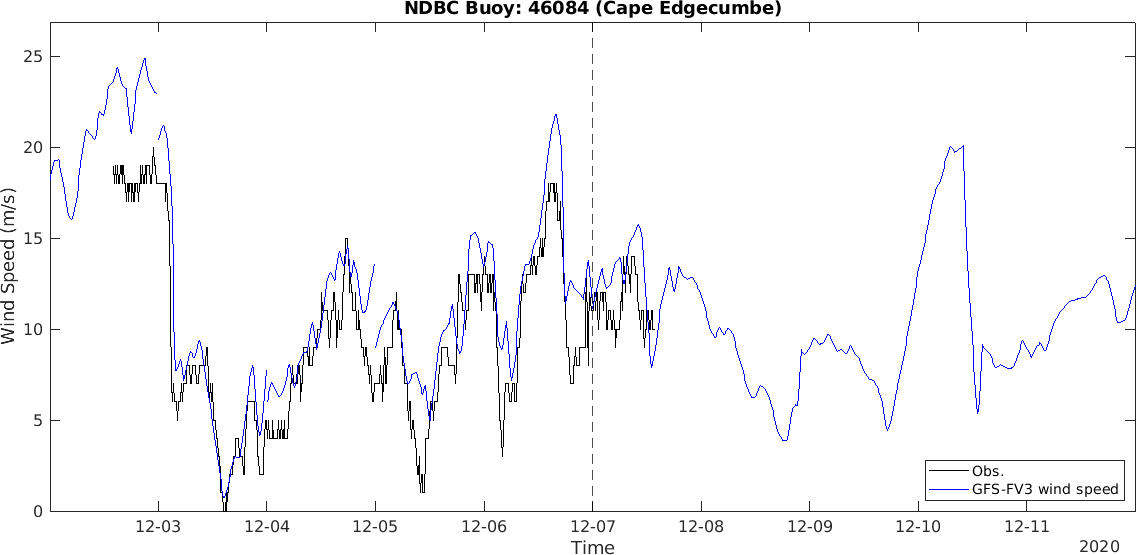 NDBC Buoy: 46084 (Cape Edgecumbe)
25
20
15
10
5
0
Wind Speed (m/s)
Obs.
GFS-FV3 wind speed
12-03 12-04 12-05 12-06 12-07 12-08 12-09 12-10 12-11
Time
2020